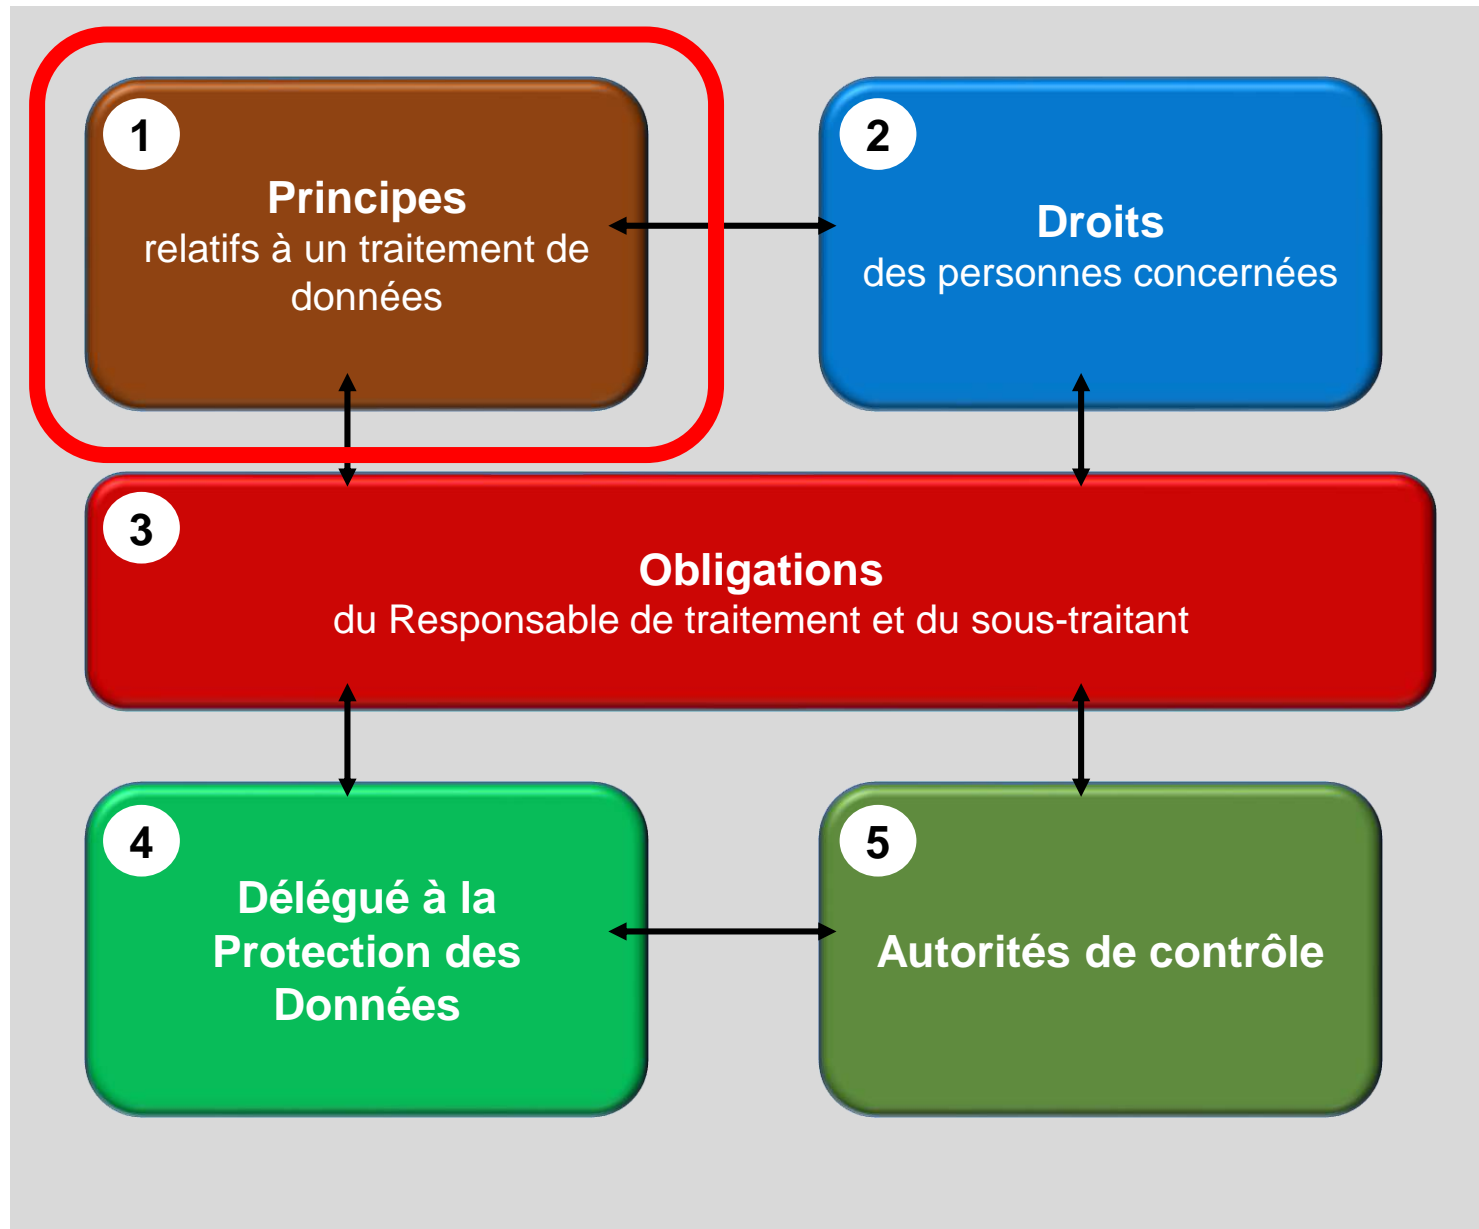 1
Principes
relatifs à un traitement de
données
2
Droits
des personnes concernées
3
Obligations
du Responsable de traitement et du sous-traitant
4
Délégué à la
Protection des
Données
5
Autorités de contrôle